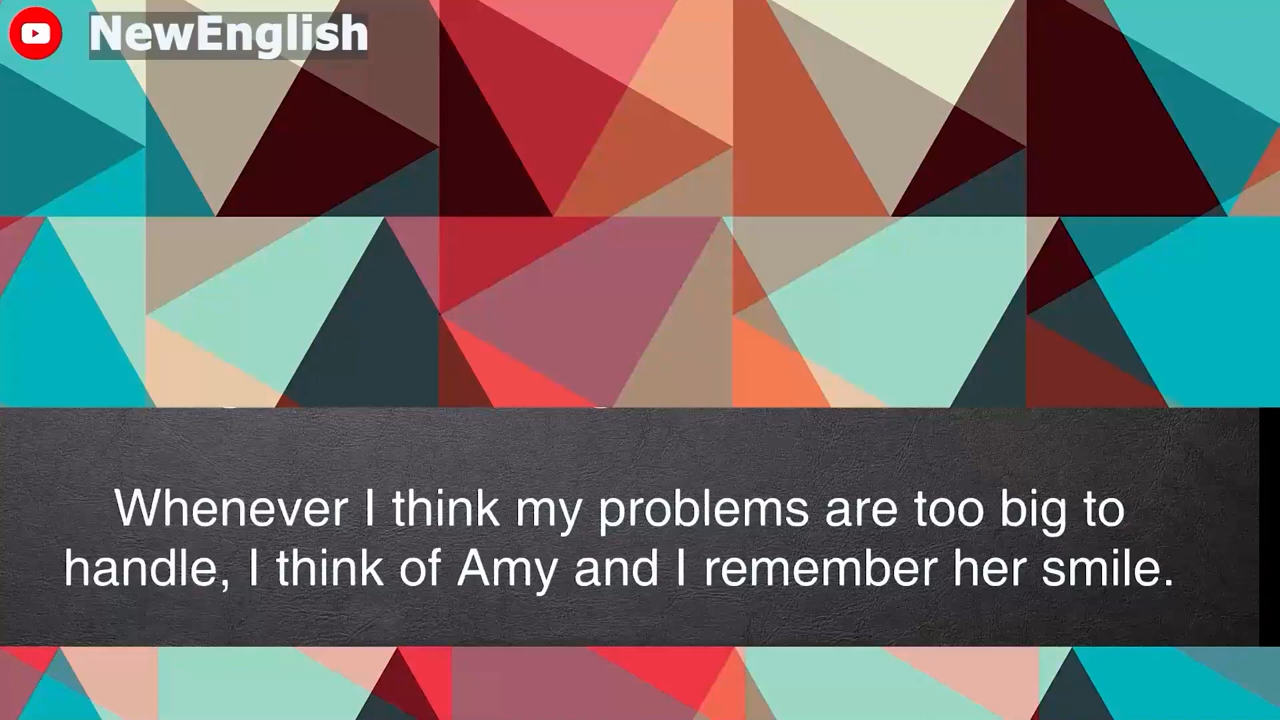 NewEnglish
Whenever I think my problems are too big to
handle, I think of Amy and I remember her smile.